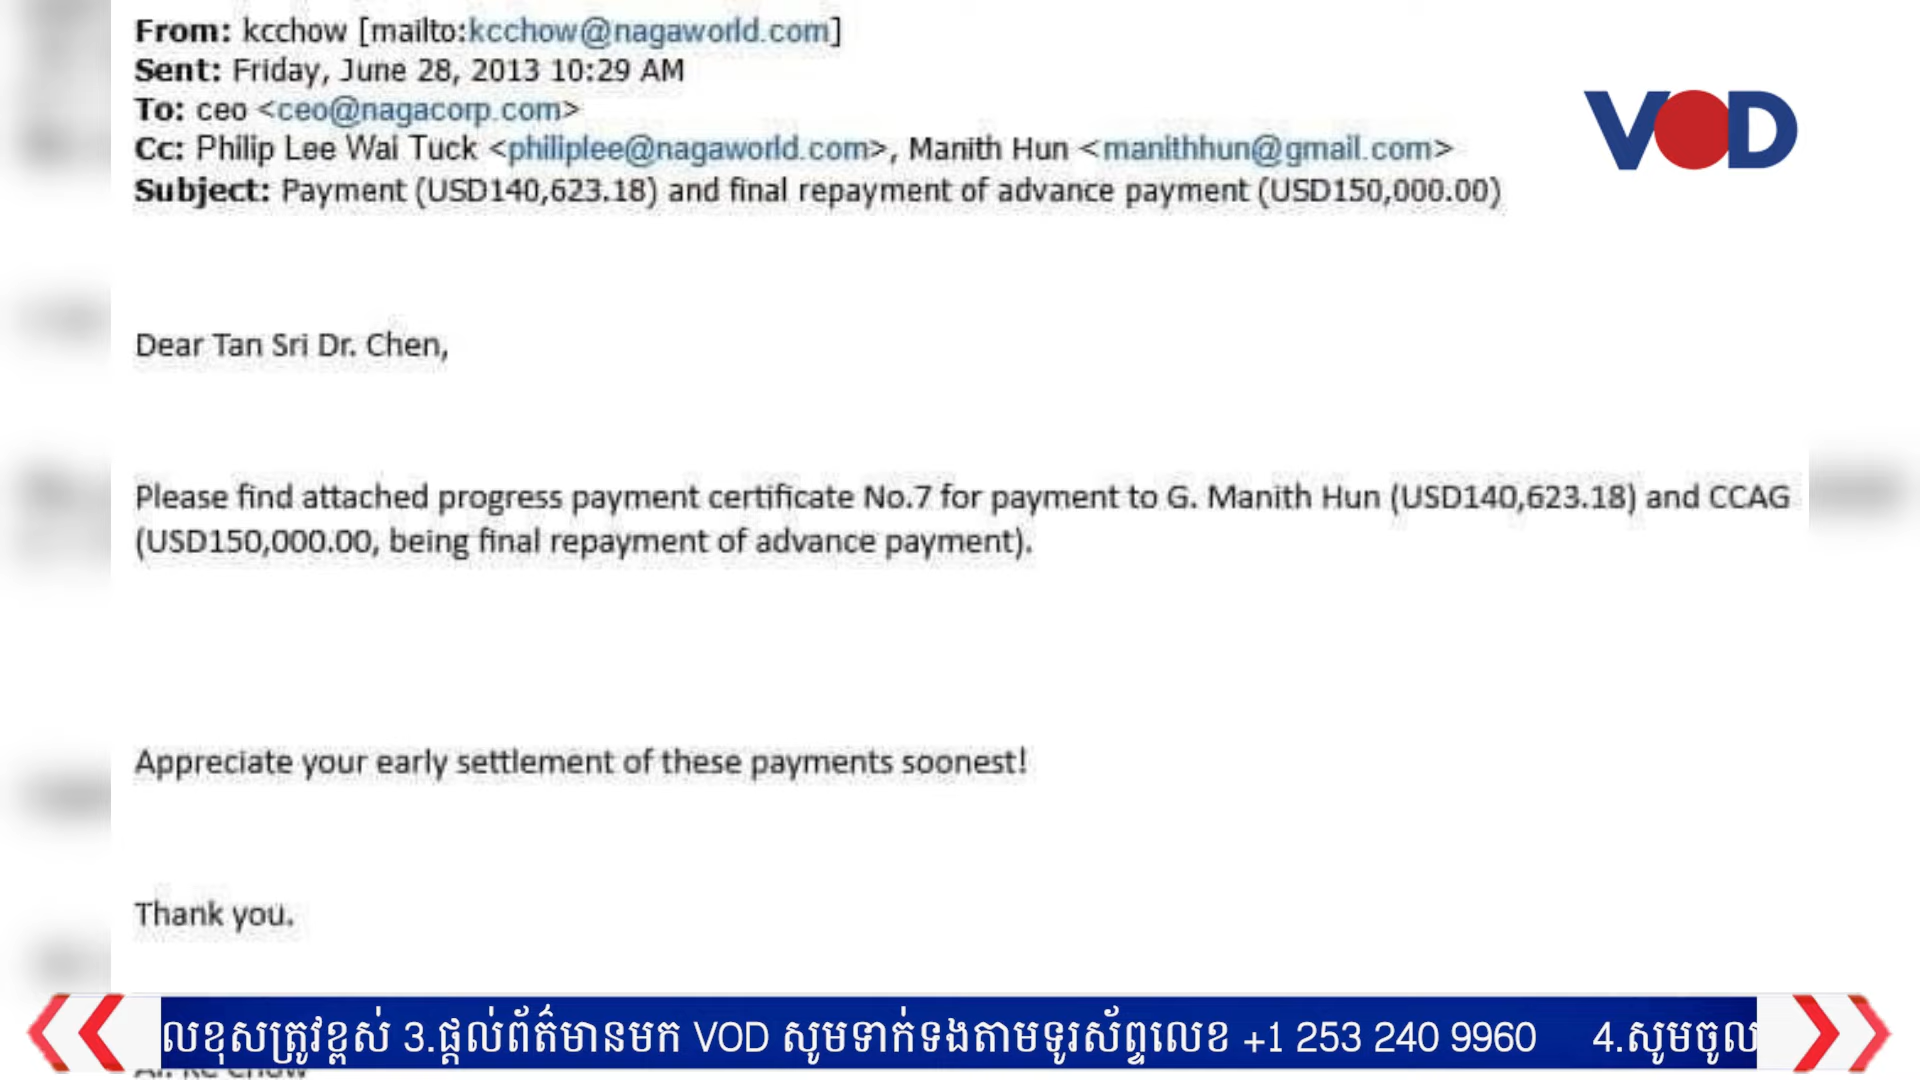 From: kcchow [mailto:kcchow@nagaworld.com]
Sent: Friday, June 28, 2013 10:29 AM
To: ceo <ceo@nagacorp.com>
Cc: Philip Lee Wai Tuck <philiplee@nagaworld.com>, Manith Hun <manithhun@gmail.com>
Subject: Payment (USD140,623.18) and final repayment of advance payment (USD150,000.00)
VOD
Dear Tan Sri Dr. Chen,
Please find attached progress payment certificate No.7 for payment to G. Manith Hun (USD140,623.18) and CCAG
(USD150,000.00, being final repayment of advance payment).
Appreciate your early settlement of these payments soonest!
Thank you.
លខុសត្រូវខ្ពស់ 3.ផ្តល់ព័ត៌មានមក VOD សូមទាក់ទងតាមទូរស័ព្ទលេខ +1 253 240 9960 4.សូមចូល